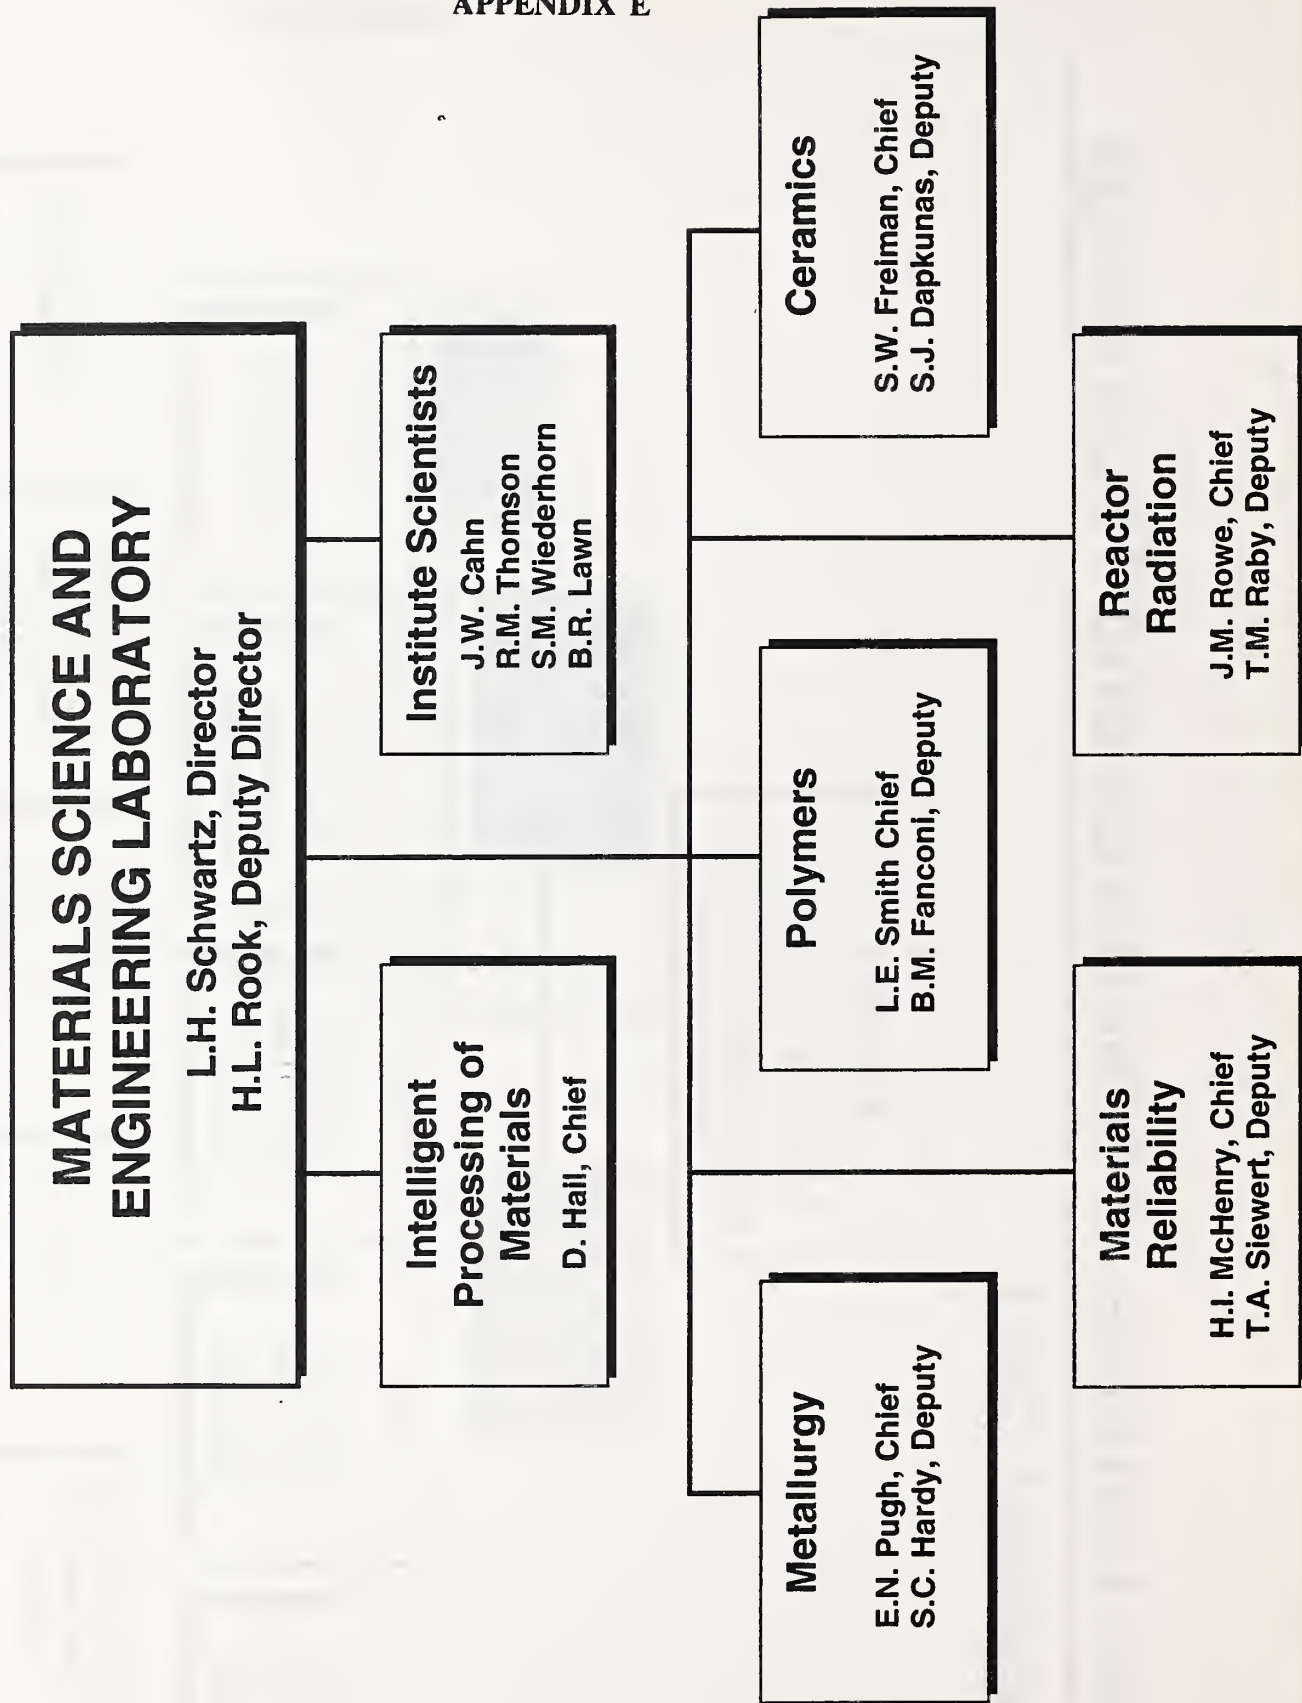 APPENDIX E
MATERIALS SCIENCE AND
ENGINEERING LABORATORY
L.H. Schwartz, Director
H.L. Rook, Deputy Director
Intelligent
Processing of
Materials
D. Hall, Chief
Institute Scientists
J.W. Cahn
R.M. Thomson
S.M. Wiederhorn
B.R. Lawn
Metallurgy
E.N. Pugh, Chief
S.C. Hardy, Deputy
Polymers
L.E. Smith Chief
B.M. Fanconi, Deputy
Ceramics
S.W. Freiman, Chief
S.J. Dapkunas, Deputy
Materials
Reliability
H.I. McHenry, Chief
T.A. Siewert, Deputy
Reactor
Radiation
J.M. Rowe, Chief
T.M. Raby, Deputy